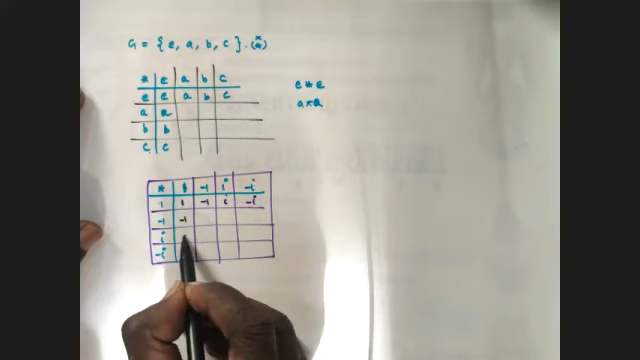 G = { e, a, b, c } . (*)
* e a b c
e e a b c
a a
b b
c c
e * e
a * a
* 1 -1 i -i
1 1 -1 i -i
-1 -1
i
-i